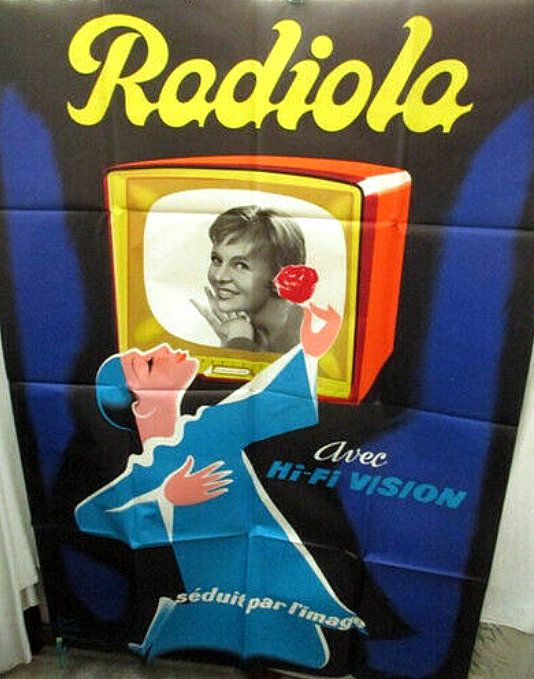 Radiola
avec
Hi-Fi VISION
séduit par l'image